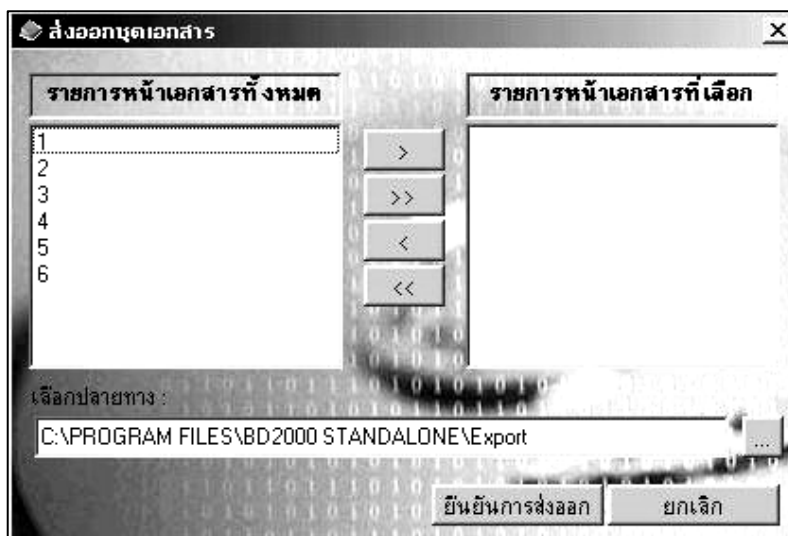 ส่งออกชุดเอกสาร
รายการหน้าเอกสารทั้งหมด
รายการหน้าเอกสารที่เลือก
1
2
3
4
5
6
>
>>
<
<<
เลือกปลายทาง :
C:\PROGRAM FILES\BD2000 STANDALONE\Export
...
ยืนยันการส่งออก
ยกเลิก